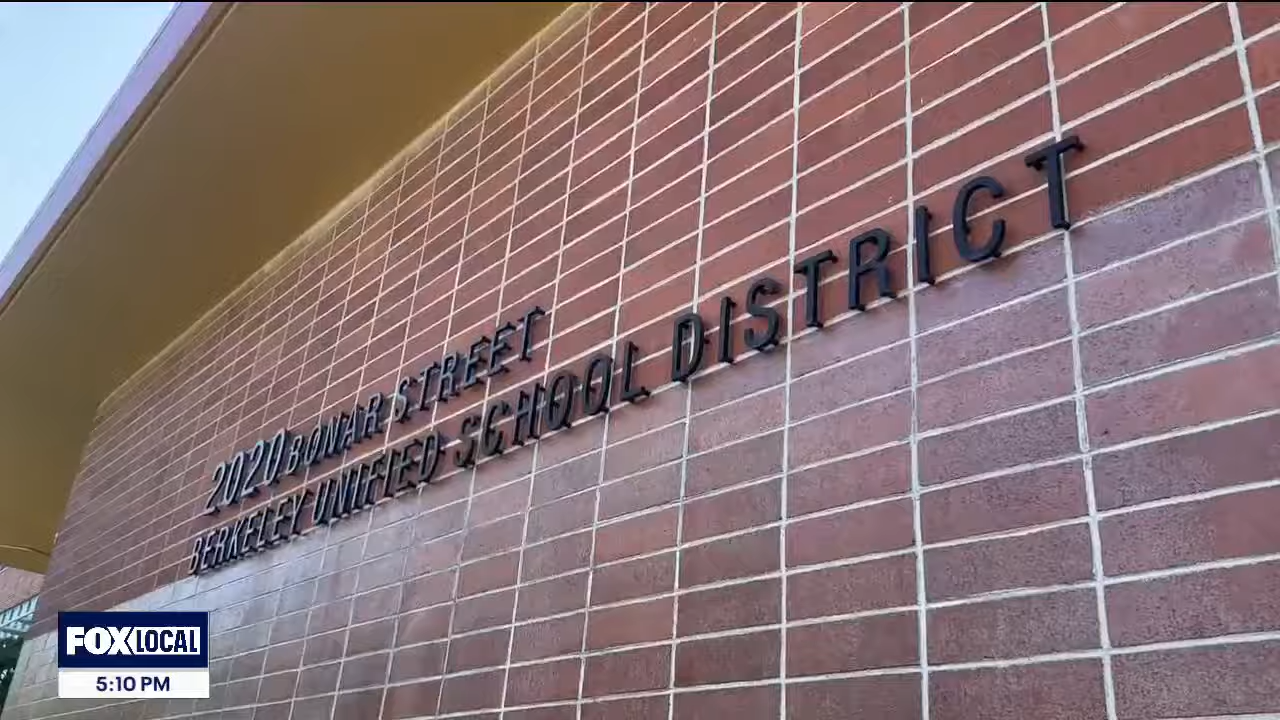 2020 BONAR STREET
BERKELEY UNIFIED SCHOOL DISTRICT
FOX LOCAL
5:10 PM